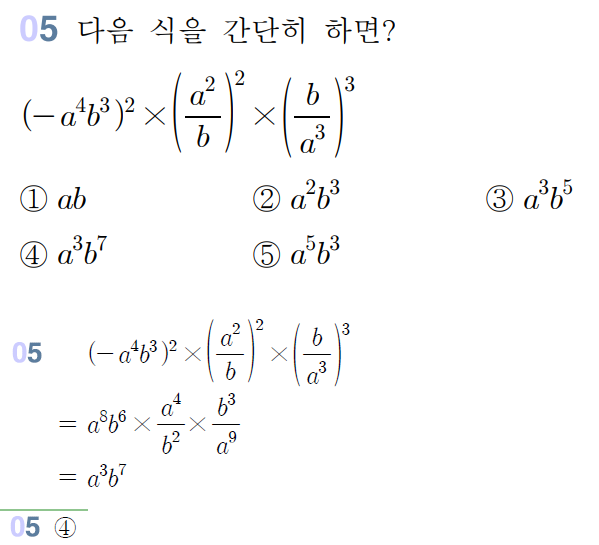 05 다음 식을 간단히 하면?
(−a⁴b³)² × (a²/b)² × (b/a³)³
① ab ② a²b³ ③ a³b⁵
④ a³b⁷ ⑤ a⁵b³
05 (−a⁴b³)² × (a²/b)² × (b/a³)³
= a⁸b⁶ × a⁴/b² × b³/a⁹
= a³b⁷
05 ④